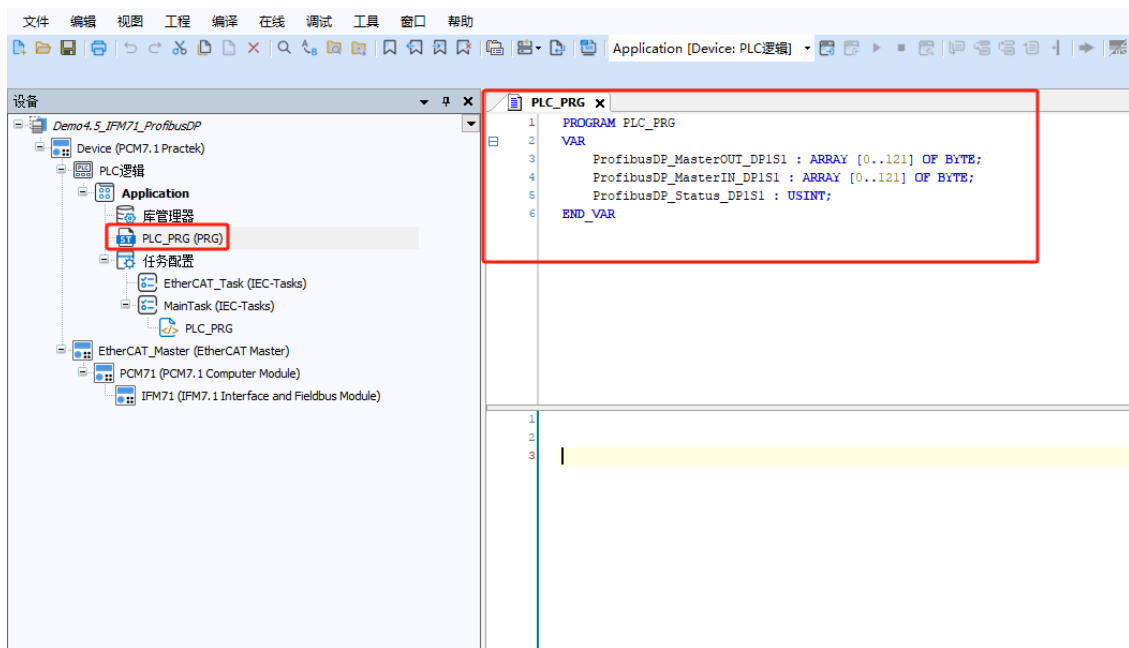 文件 编辑 视图 工程 编译 在线 调试 工具 窗口 帮助
Application [Device: PLC逻辑]
设备
Demo4.5_IFM71_ProfibusDP
Device (PCM7.1 Practek)
PLC逻辑
Application
库管理器
PLC_PRG (PRG)
任务配置
EtherCAT_Task (IEC-Tasks)
MainTask (IEC-Tasks)
PLC_PRG
EtherCAT_Master (EtherCAT Master)
PCM71 (PCM7.1 Computer Module)
IFM71 (IFM7.1 Interface and Fieldbus Module)
PLC_PRG
1 PROGRAM PLC_PRG
2 VAR
3 ProfibusDP_MasterOUT_DP1S1 : ARRAY [0..121] OF BYTE;
4 ProfibusDP_MasterIN_DP1S1 : ARRAY [0..121] OF BYTE;
5 ProfibusDP_Status_DP1S1 : USINT;
6 END_VAR
1
2
3